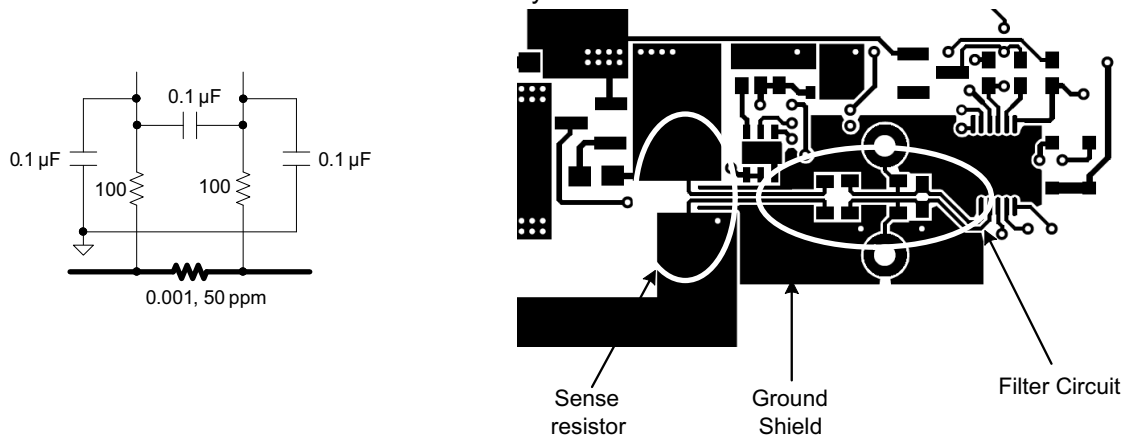 0.1 µF
0.1 µF
0.1 µF
100
100
0.001, 50 ppm
Sense
resistor
Ground
Shield
Filter Circuit